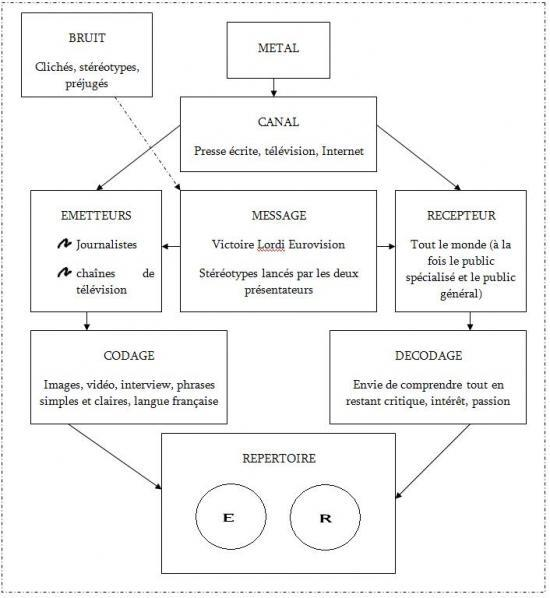 BRUIT
Clichés, stéréotypes,
préjugés
METAL
CANAL
Presse écrite, télévision, Internet
EMETTEURS
Journalistes
chaînes de
télévision
MESSAGE
Victoire Lordi Eurovision
Stéréotypes lancés par les deux
présentateurs
RECEPTEUR
Tout le monde (à la
fois le public
spécialisé et le public
général)
CODAGE
Images, vidéo, interview, phrases
simples et claires, langue française
DECODAGE
Envie de comprendre tout en
restant critique, intérêt, passion
REPERTOIRE
E
R